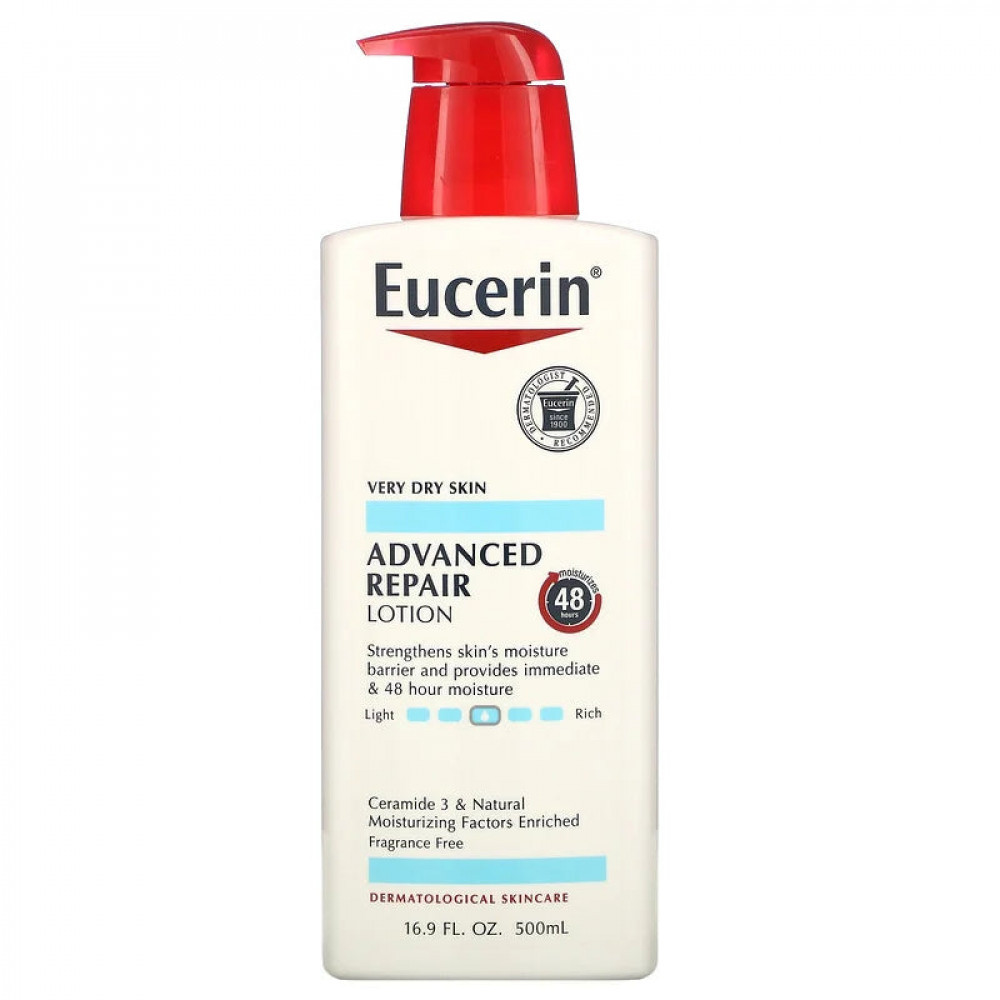 Eucerin®
DERMATOLOGIST RECOMMENDED
Eucerin
since
1900
VERY DRY SKIN
ADVANCED
REPAIR
LOTION
moisturizes
48
hours
Strengthens skin's moisture
barrier and provides immediate
& 48 hour moisture
Light Rich
Ceramide 3 & Natural
Moisturizing Factors Enriched
Fragrance Free
DERMATOLOGICAL SKINCARE
16.9 FL. OZ. 500mL